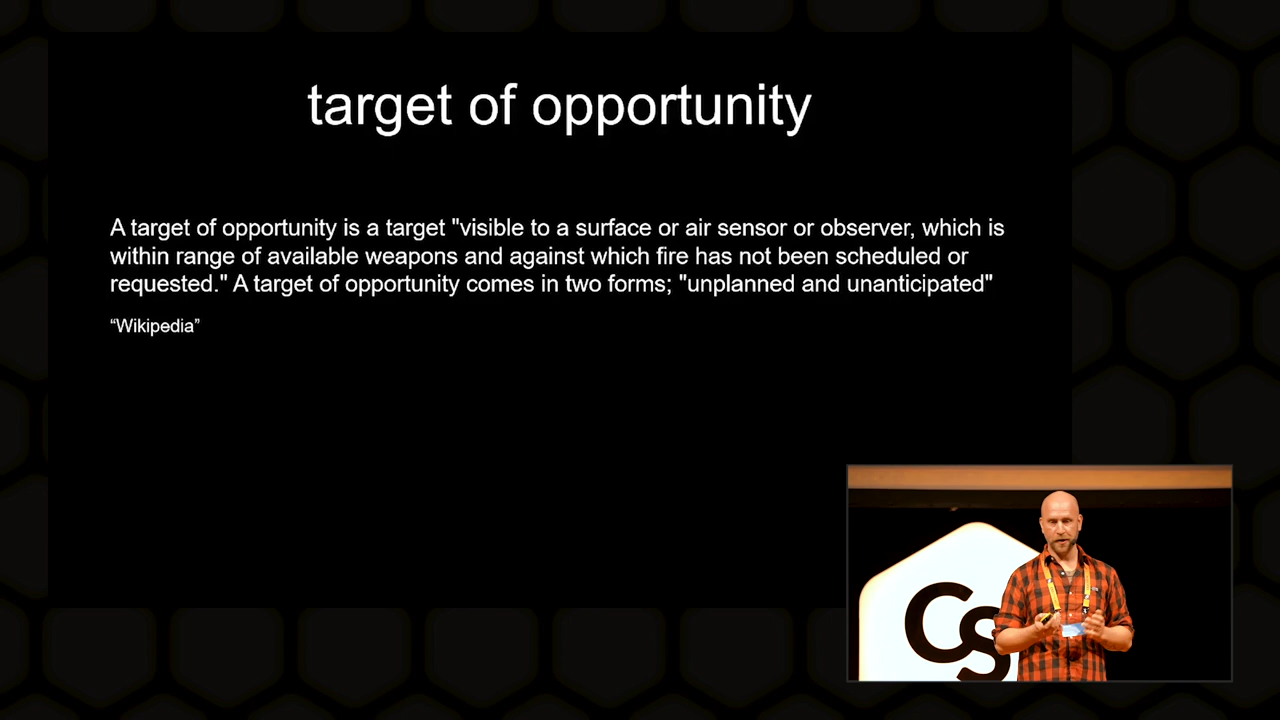 target of opportunity
A target of opportunity is a target "visible to a surface or air sensor or observer, which is
within range of available weapons and against which fire has not been scheduled or
requested." A target of opportunity comes in two forms; "unplanned and unanticipated"
“Wikipedia”
CS